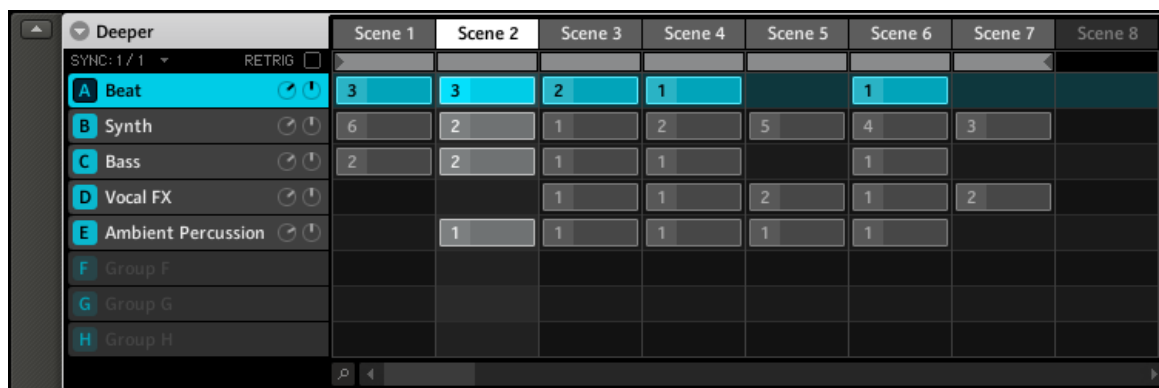 Deeper Scene 1 Scene 2 Scene 3 Scene 4 Scene 5 Scene 6 Scene 7 Scene 8
SYNC: 1 / 1 RETRIG
A Beat 3 3 2 1 1
B Synth 6 2 1 2 5 4 3
C Bass 2 2 1 1 1
D Vocal FX 1 1 2 1 2
E Ambient Percussion 1 1 1 1 1
F Group F
G Group G
H Group H